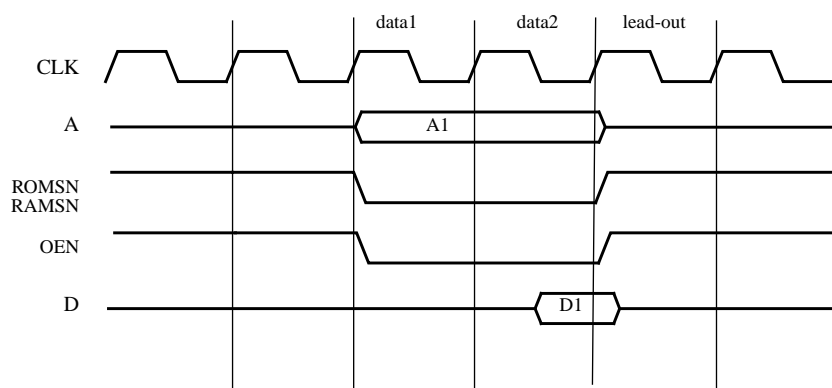 data1 data2 lead-out
CLK
A A1
ROMSN
RAMSN
OEN
D D1